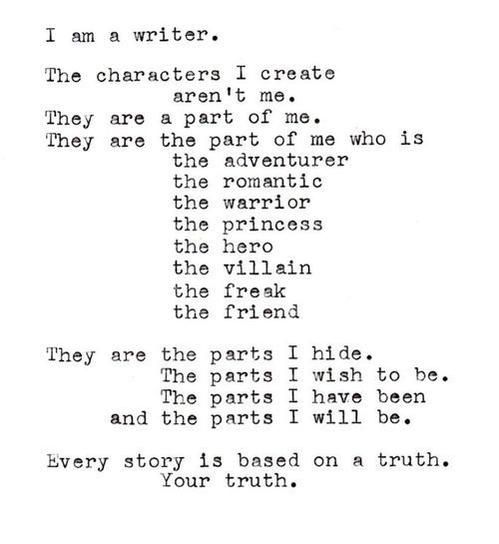 I am a writer.
The characters I create
aren't me.
They are a part of me.
They are the part of me who is
the adventurer
the romantic
the warrior
the princess
the hero
the villain
the freak
the friend
They are the parts I hide.
The parts I wish to be.
The parts I have been
and the parts I will be.
Every story is based on a truth.
Your truth.